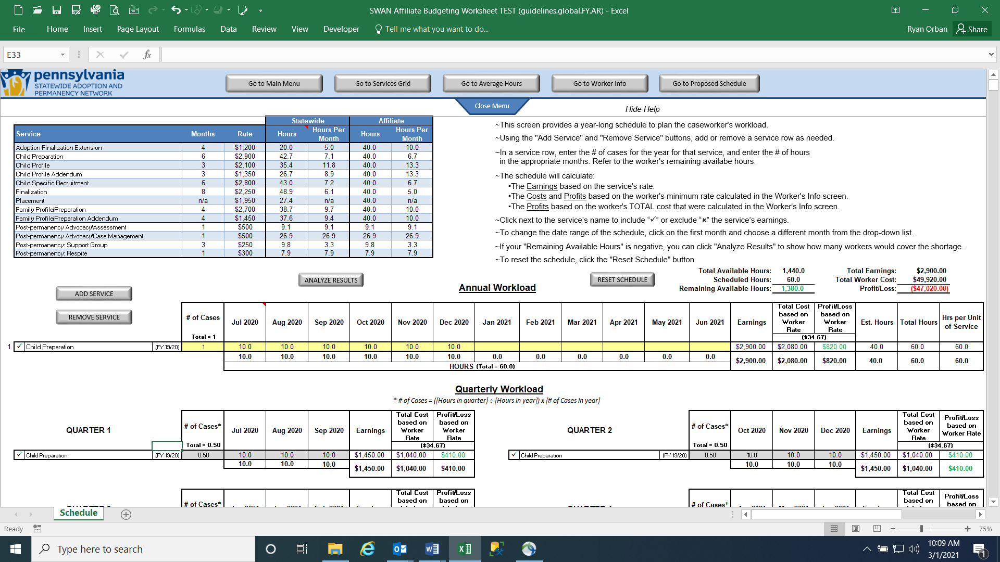 SWAN Affiliate Budgeting Worksheet TEST (guidelines.global.FY.AR) - Excel
File Home Insert Page Layout Formulas Data Review View Developer Tell me what you want to do... Ryan Orban Share
E33 fx
pennsylvania
STATEWIDE ADOPTION AND
PERMANENCY NETWORK
Go to Main Menu Go to Services Grid Go to Average Hours Go to Worker Info Go to Proposed Schedule
Close Menu
Hide Help
Statewide Affiliate
Service Months Rate Hours Hours Per Month Hours Hours Per Month
Adoption Finalization Extension 4 $1,200 20.0 5.0 40.0 10.0
Child Preparation 6 $2,900 42.7 7.1 40.0 6.7
Child Profile 3 $2,100 35.4 11.8 40.0 13.3
Child Profile Addendum 3 $1,350 26.7 8.9 40.0 13.3
Child Specific Recruitment 6 $2,800 43.0 7.2 40.0 6.7
Finalization 8 $2,250 48.9 6.1 40.0 5.0
Placement n/a $1,950 27.4 n/a 40.0 n/a
Family Profile/Preparation 4 $2,700 38.7 9.7 40.0 10.0
Family Profile/Preparation Addendum 4 $1,450 37.6 9.4 40.0 10.0
Post-permanency Advocacy/Assessment 1 $500 9.1 9.1 9.1 9.1
Post-permanency Advocacy/Case Management 1 $500 26.9 26.9 26.9 26.9
Post-permanency: Support Group 3 $250 9.8 3.3 9.8 3.3
Post-permanency: Respite 1 $300 7.9 7.9 7.9 7.9
~This screen provides a year-long schedule to plan the caseworker's workload.
~Using the "Add Service" and "Remove Service" buttons, add or remove a service row as needed.
~In a service row, enter the # of cases for the year for that service, and enter the # of hours
in the appropriate months. Refer to the worker's remaining availabe hours.
~The schedule will calculate:
▪The Earnings based on the service's rate.
▪The Costs and Profits based on the worker's minimum rate calculated in the Worker's Info screen.
▪The Profits based on the worker's TOTAL cost that were calculated in the Worker's Info screen.
~Click next to the service's name to include "✓" or exclude "×" the service's earnings.
~To change the date range of the schedule, click on the first month and choose a different month from the drop-down list.
~If your "Remaining Available Hours" is negative, you can click "Analyze Results" to show how many workers would cover the shortage.
~To reset the schedule, click the "Reset Schedule" button.
ADD SERVICE
REMOVE SERVICE
ANALYZE RESULTS
Annual Workload
RESET SCHEDULE
Total Available Hours: 1,440.0 Total Earnings: $2,900.00
Scheduled Hours: 60.0 Total Worker Cost: $49,920.00
Remaining Available Hours: 1,380.0 Profit/Loss: ($47,020.00)
# of Cases Total = 1 Jul 2020 Aug 2020 Sep 2020 Oct 2020 Nov 2020 Dec 2020 Jan 2021 Feb 2021 Mar 2021 Apr 2021 May 2021 Jun 2021 Earnings Total Cost based on Worker Rate Profit/Loss based on Worker Rate ($34.67) Est. Hours Total Hours Hrs per Unit of Service
1 ✓ Child Preparation (FY 19/20) 1 10.0 10.0 10.0 10.0 10.0 10.0 $2,900.00 $2,080.00 $820.00 40.0 60.0 60.0
10.0 10.0 10.0 10.0 10.0 10.0 0.0 0.0 0.0 0.0 0.0 0.0 $2,900.00 $2,080.00 $820.00 40.0 60.0 60.0
HOURS (Total = 60.0)
Quarterly Workload
* # of Cases = ([Hours in quarter] ÷ [Hours in year]) x [# of Cases in year]
QUARTER 1 # of Cases* Total = 0.50 Jul 2020 Aug 2020 Sep 2020 Earnings Total Cost based on Worker Rate Profit/Loss based on Worker Rate ($34.67)
✓ Child Preparation (FY 19/20) 0.50 10.0 10.0 10.0 $1,450.00 $1,040.00 $410.00
10.0 10.0 10.0 $1,450.00 $1,040.00 $410.00
QUARTER 2 # of Cases* Total = 0.50 Oct 2020 Nov 2020 Dec 2020 Earnings Total Cost based on Worker Rate Profit/Loss based on Worker Rate ($34.67)
✓ Child Preparation (FY 19/20) 0.50 10.0 10.0 10.0 $1,450.00 $1,040.00 $410.00
10.0 10.0 10.0 $1,450.00 $1,040.00 $410.00
# of Cases* Total Cost based on Profit/Loss based on
# of Cases* Total Cost based on Profit/Loss based on
Schedule
Ready 75%
Type here to search
10:09 AM
3/1/2021
1